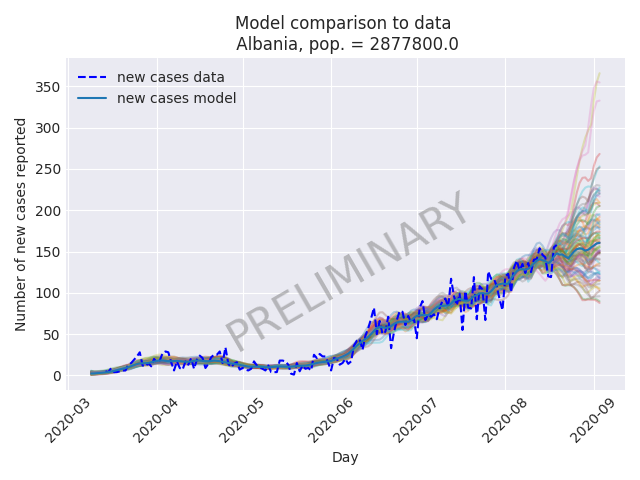 Model comparison to data
Albania, pop. = 2877800.0
new cases data
new cases model
Number of new cases reported
350
300
250
200
150
100
50
0
PRELIMINARY
2020-03
2020-04
2020-05
2020-06
2020-07
2020-08
2020-09
Day